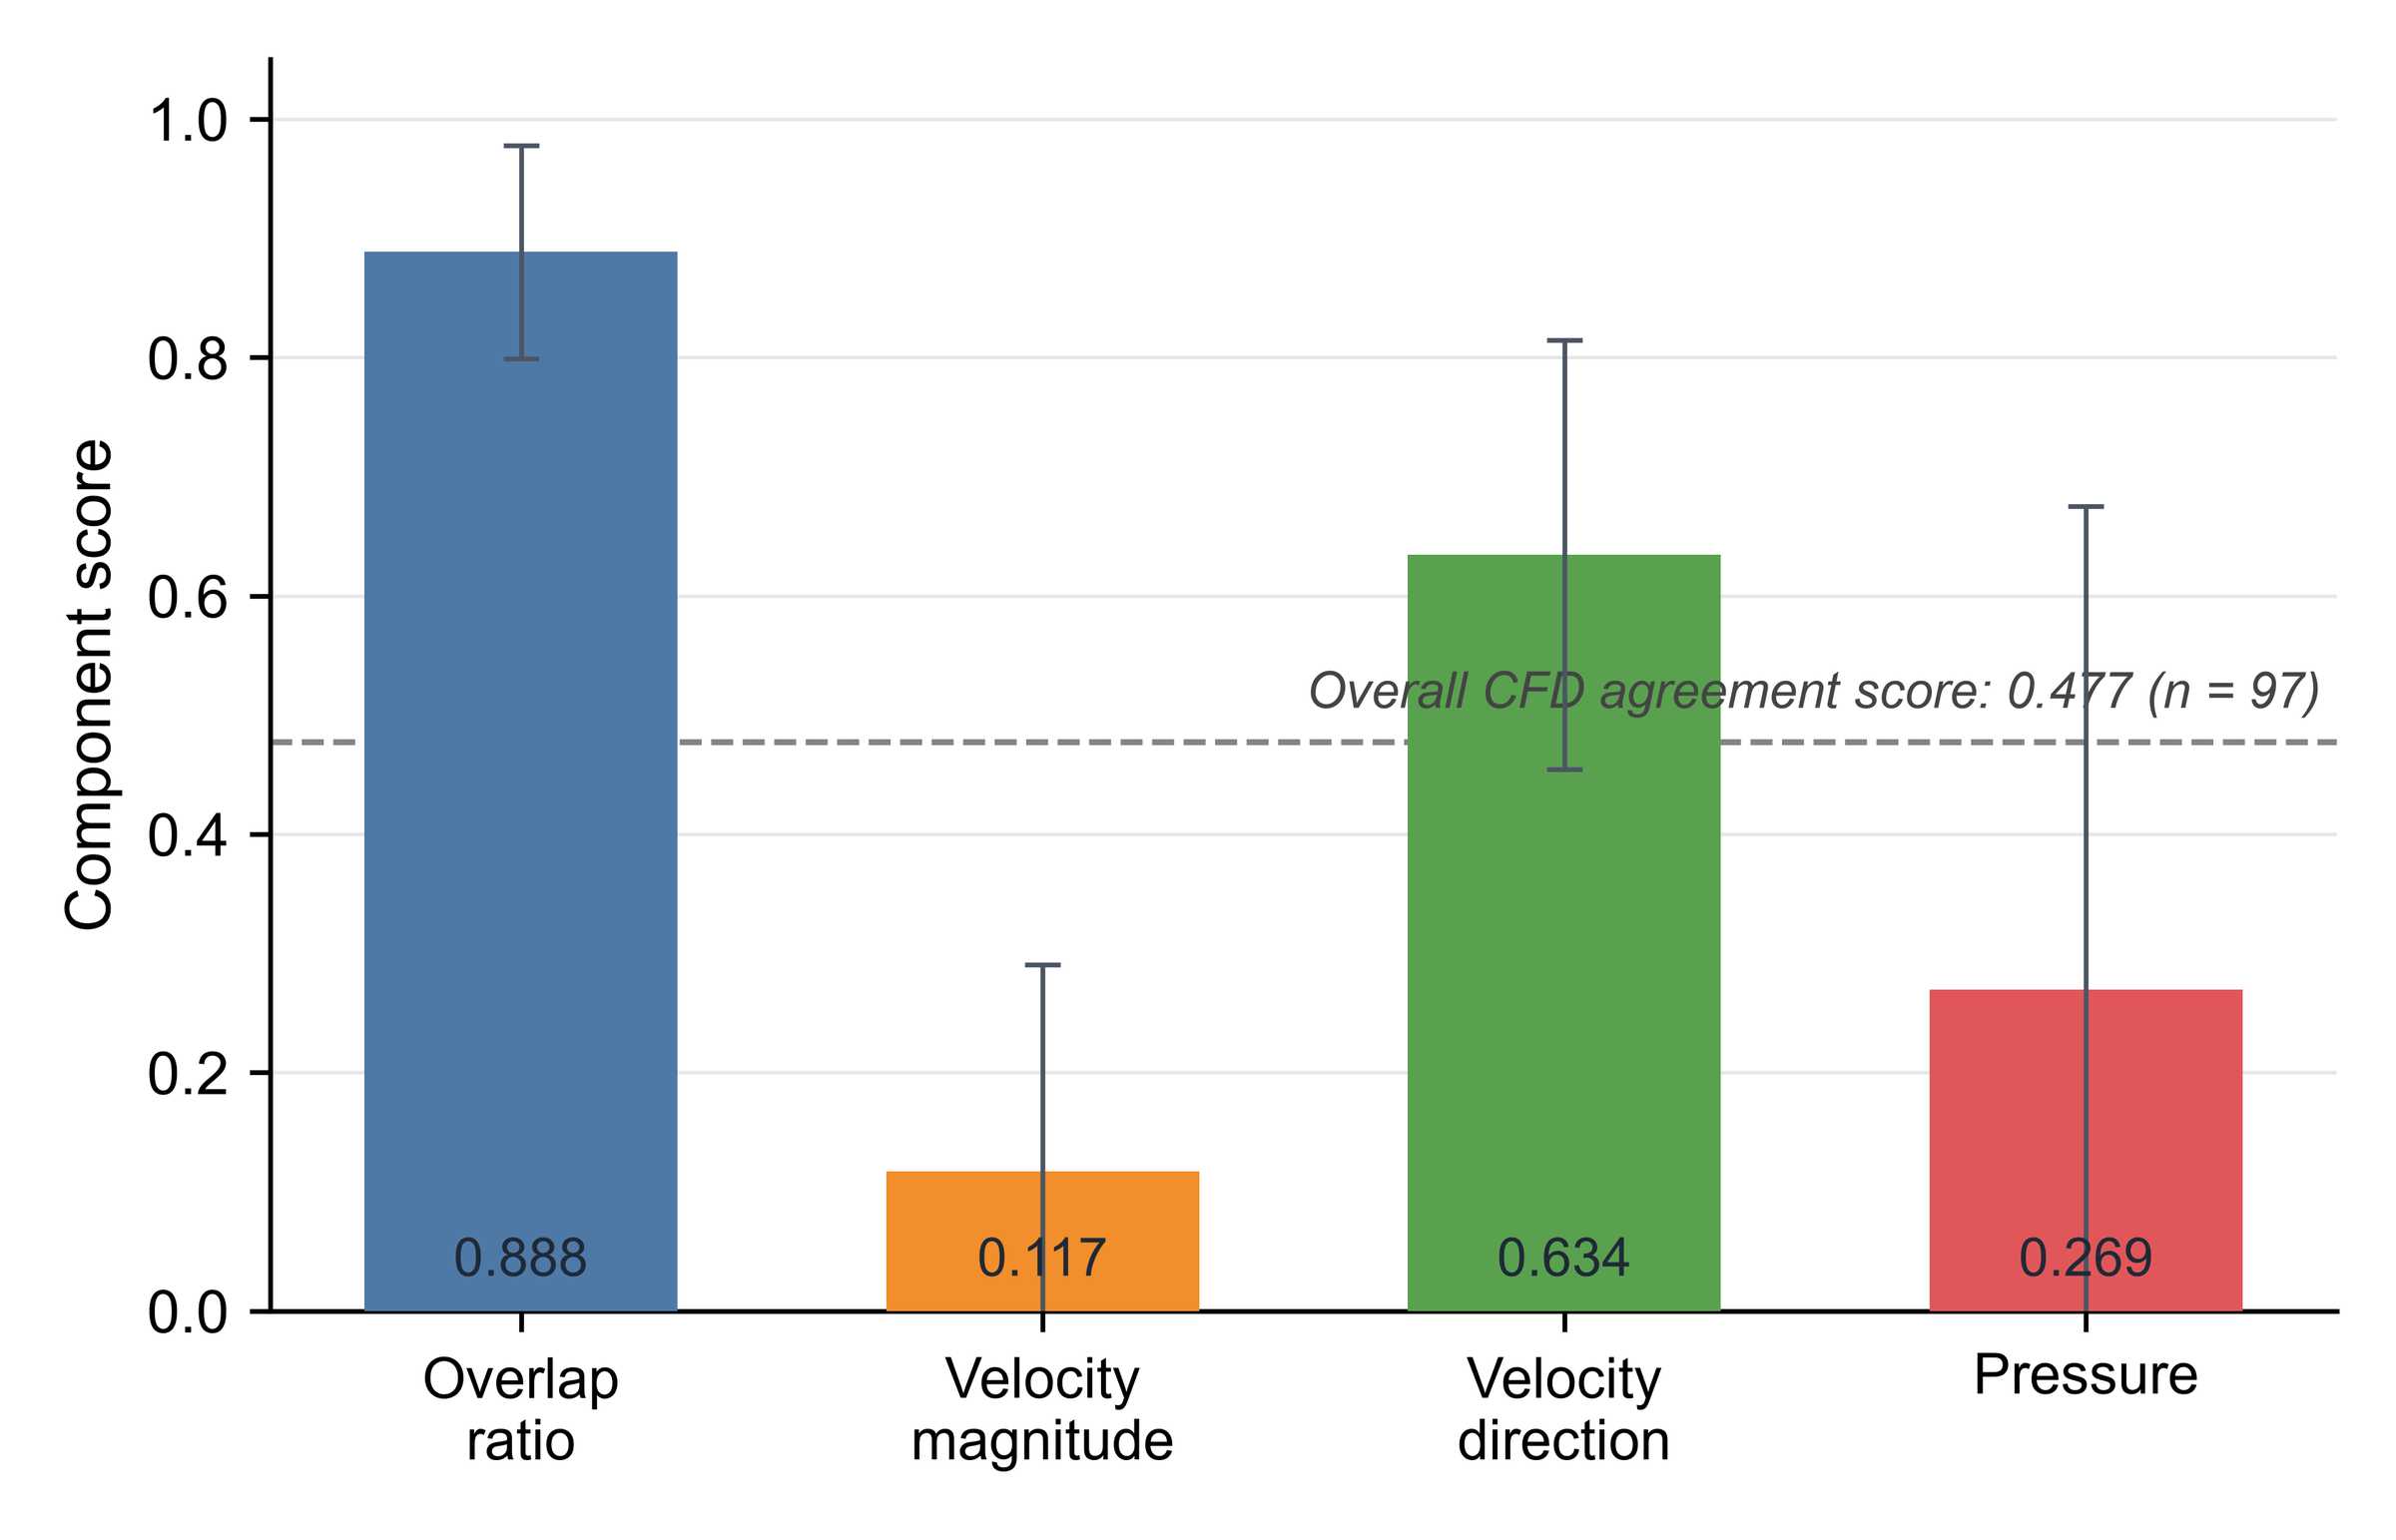 1.0
0.8
0.6
0.4
0.2
0.0
Component score
Overall CFD agreement score: 0.477 (n = 97)
0.888
0.117
0.634
0.269
Overlap
ratio
Velocity
magnitude
Velocity
direction
Pressure